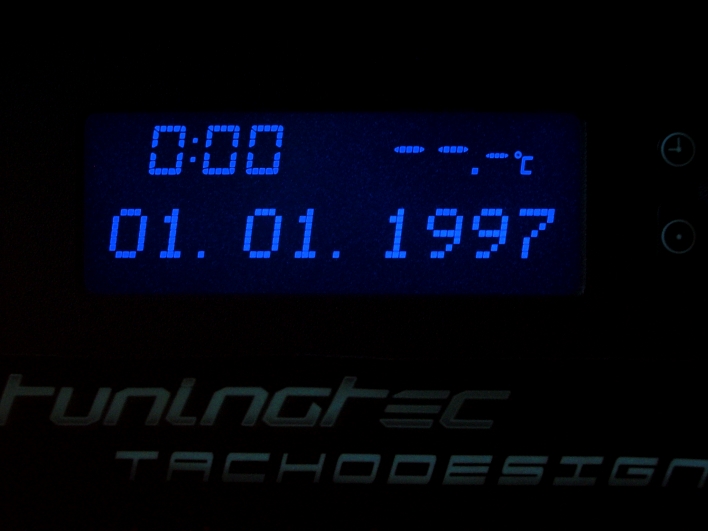 0:00 --.-°C
01. 01. 1997
tuningtec
TACHODESIGN